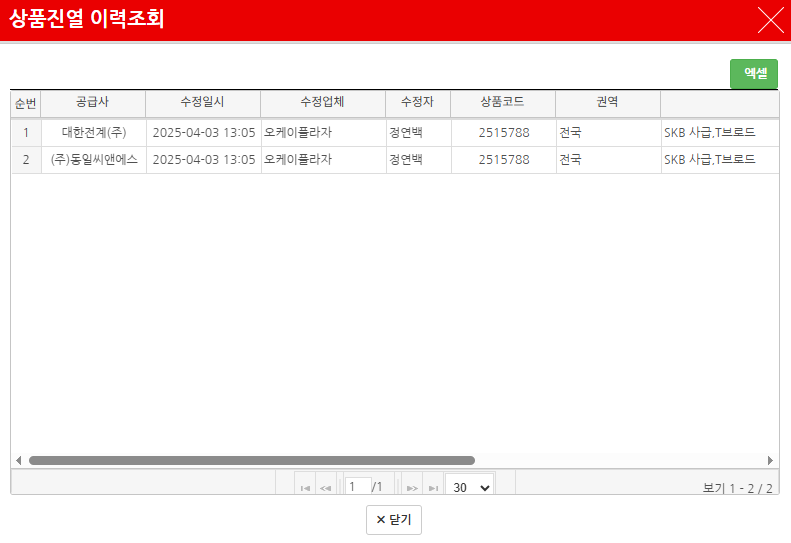 상품진열 이력조회
엑셀
순번 공급사 수정일시 수정업체 수정자 상품코드 권역
1 대한전계(주) 2025-04-03 13:05 오케이플라자 정연백 2515788 전국 SKB 사급,T브로드
2 (주)동일씨앤에스 2025-04-03 13:05 오케이플라자 정연백 2515788 전국 SKB 사급,T브로드
1 /1 30 보기 1 - 2 / 2
× 닫기